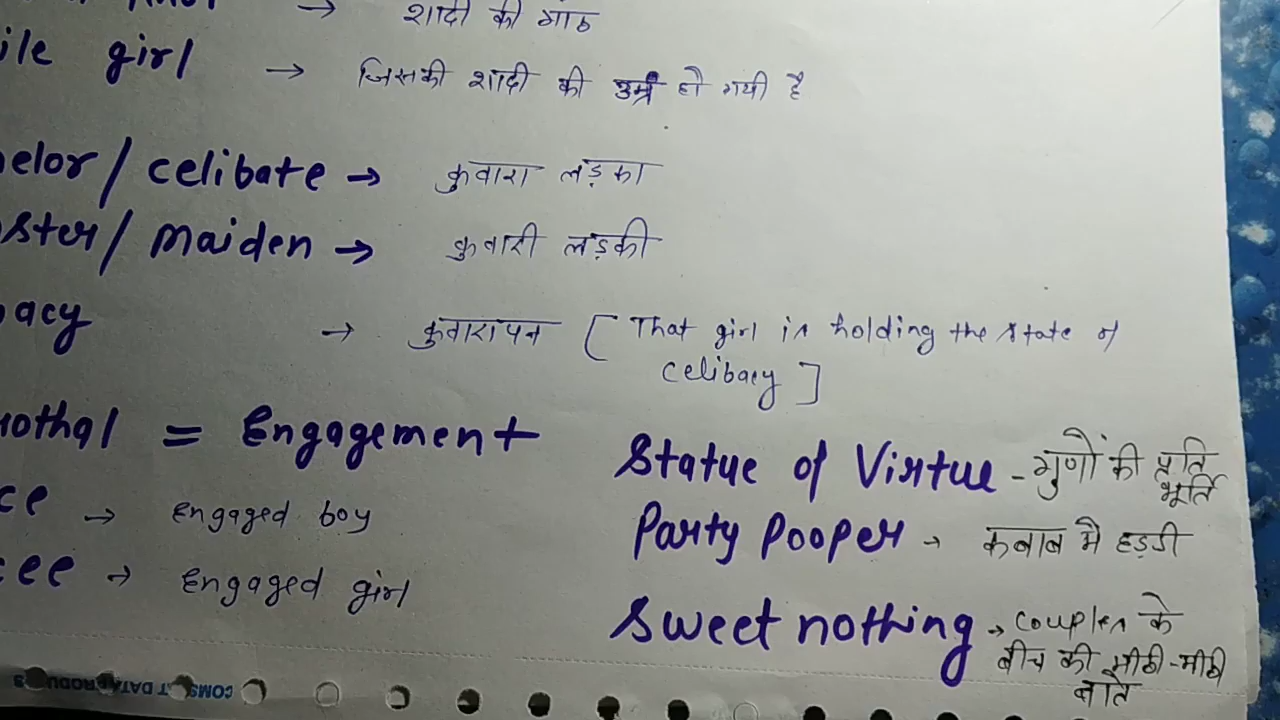 → शादी की गांठ
ile girl → जिसकी शादी की उम्र हो गयी है
elor / celibate → कुवारा लड़का
ster / maiden → कुवारी लड़की
acy → कुवारापन [ That girl is holding the state of
celibacy ]
rothal = Engagement
Statue of Virtue - गुणों की प्रति
मूर्ति
ce → engaged boy
Party Pooper → कबाब मे हड्डी
cee → Engaged girl
Sweet nothing → couples के
बीच की मीठी-मीठी
बाते